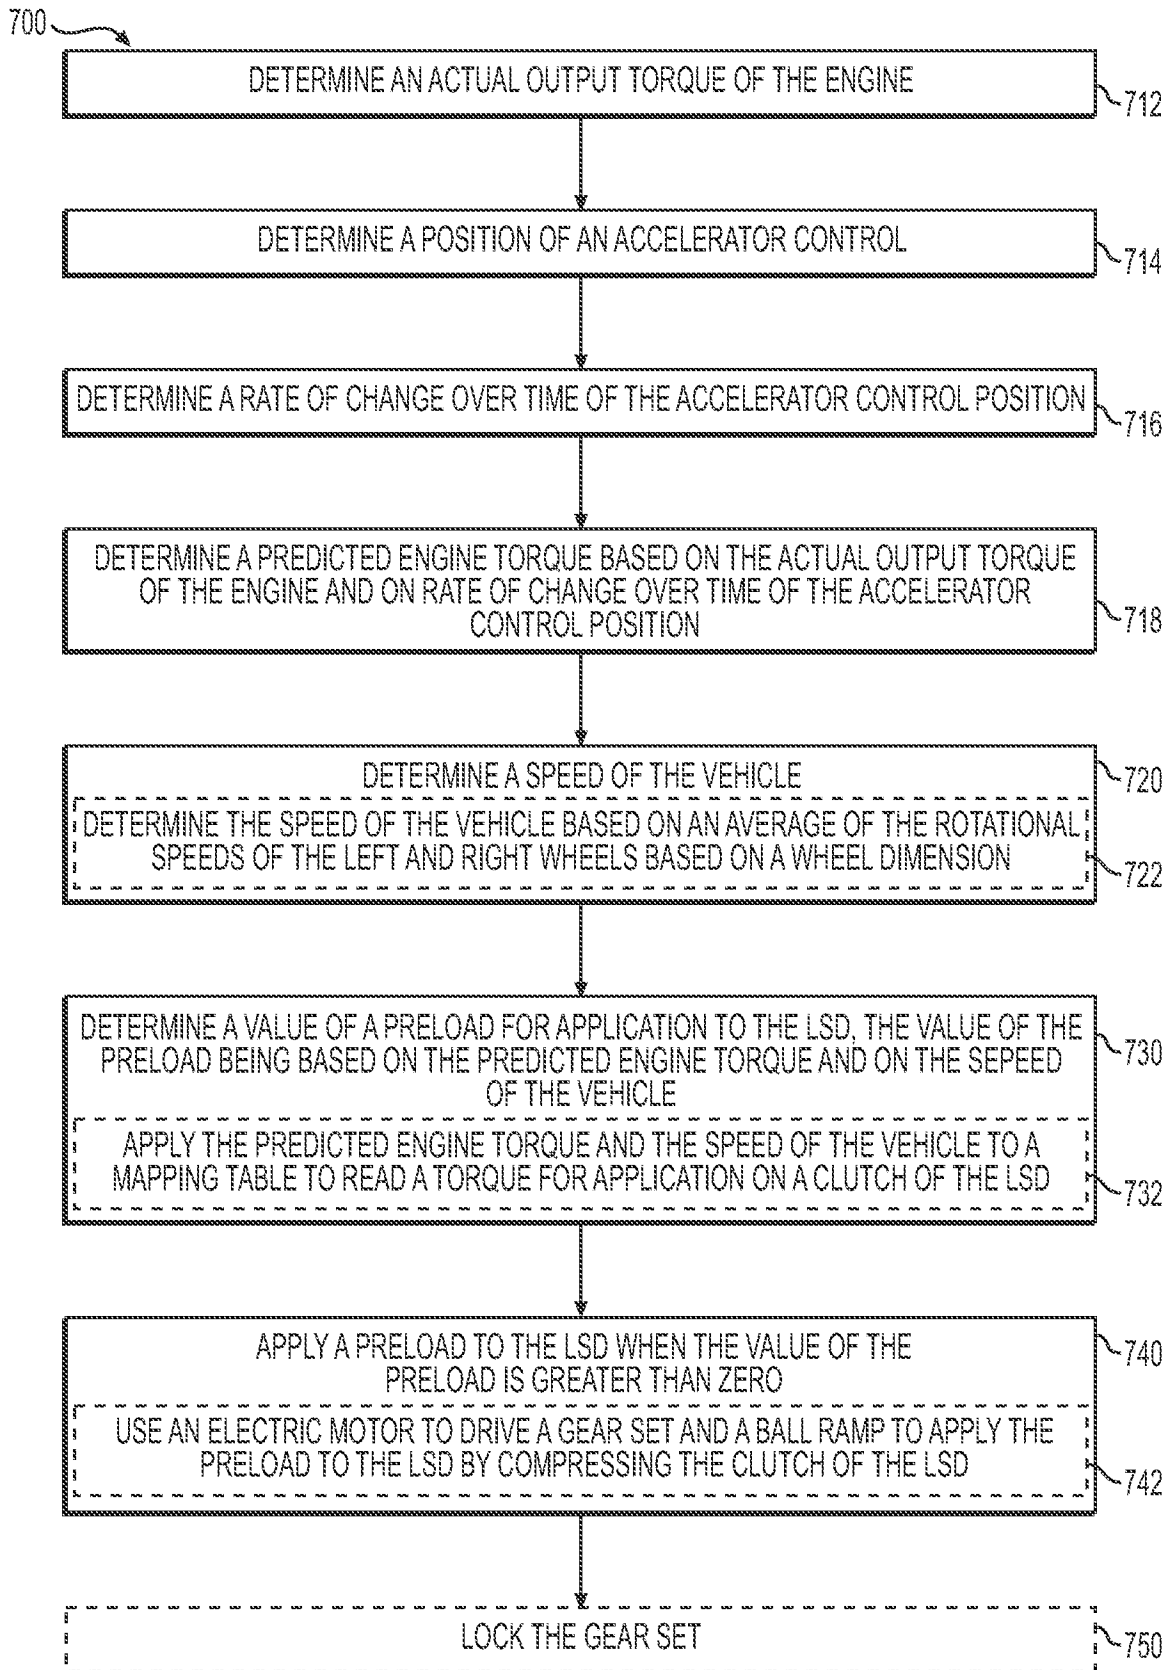 700
DETERMINE AN ACTUAL OUTPUT TORQUE OF THE ENGINE
712
DETERMINE A POSITION OF AN ACCELERATOR CONTROL
714
DETERMINE A RATE OF CHANGE OVER TIME OF THE ACCELERATOR CONTROL POSITION
716
DETERMINE A PREDICTED ENGINE TORQUE BASED ON THE ACTUAL OUTPUT TORQUE
OF THE ENGINE AND ON RATE OF CHANGE OVER TIME OF THE ACCELERATOR
CONTROL POSITION
718
DETERMINE A SPEED OF THE VEHICLE
720
DETERMINE THE SPEED OF THE VEHICLE BASED ON AN AVERAGE OF THE ROTATIONAL
SPEEDS OF THE LEFT AND RIGHT WHEELS BASED ON A WHEEL DIMENSION
722
DETERMINE A VALUE OF A PRELOAD FOR APPLICATION TO THE LSD, THE VALUE OF THE
PRELOAD BEING BASED ON THE PREDICTED ENGINE TORQUE AND ON THE SEPEED
OF THE VEHICLE
730
APPLY THE PREDICTED ENGINE TORQUE AND THE SPEED OF THE VEHICLE TO A
MAPPING TABLE TO READ A TORQUE FOR APPLICATION ON A CLUTCH OF THE LSD
732
APPLY A PRELOAD TO THE LSD WHEN THE VALUE OF THE
PRELOAD IS GREATER THAN ZERO
740
USE AN ELECTRIC MOTOR TO DRIVE A GEAR SET AND A BALL RAMP TO APPLY THE
PRELOAD TO THE LSD BY COMPRESSING THE CLUTCH OF THE LSD
742
LOCK THE GEAR SET
750